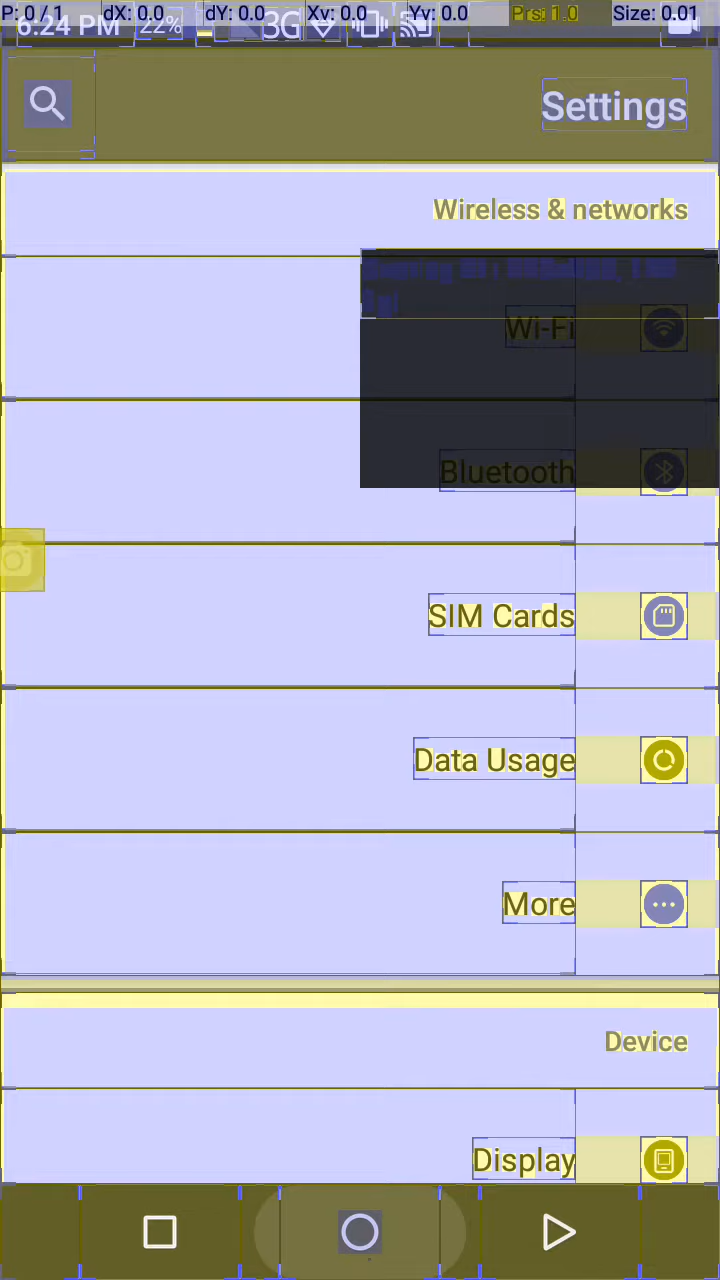 P: 0 / 1 dX: 0.0 dY: 0.0 Xv: 0.0 Yv: 0.0 Prs: 1.0 Size: 0.01
6:24 PM 22% 3G
Settings
Wireless & networks
Wi-Fi
Bluetooth
SIM Cards
Data Usage
More
Device
Display